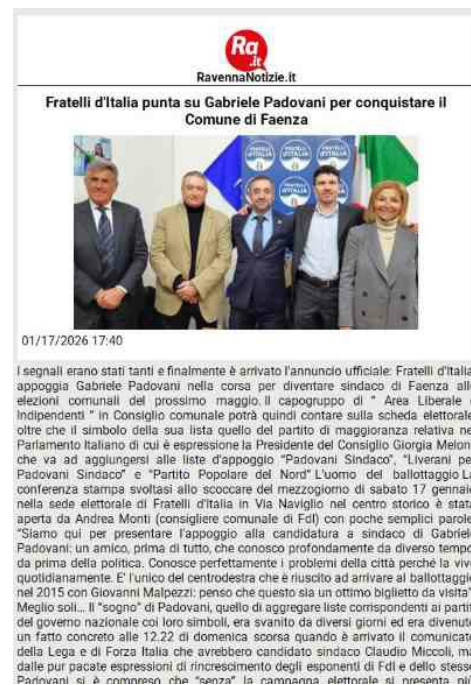 Ra
.it
RavennaNotizie.it
Fratelli d'Italia punta su Gabriele Padovani per conquistare il
Comune di Faenza
FRATELLI
D'ITALIA
FRATELLI
D'ITALIA
FRATELLI
D'ITALIA
01/17/2026 17:40
I segnali erano stati tanti e finalmente è arrivato l'annuncio ufficiale: Fratelli d'Italia
appoggia Gabriele Padovani nella corsa per diventare sindaco di Faenza alle
elezioni comunali del prossimo maggio. Il capogruppo di " Area Liberale e
Indipendenti " in Consiglio comunale potrà quindi contare sulla scheda elettorale,
oltre che il simbolo della sua lista quello del partito di maggioranza relativa nel
Parlamento Italiano di cui è espressione la Presidente del Consiglio Giorgia Meloni
che va ad aggiungersi alle liste d'appoggio "Padovani Sindaco", "Liverani per
Padovani Sindaco" e "Partito Popolare del Nord" L'uomo del ballottaggio La
conferenza stampa svoltasi allo scoccare del mezzogiorno di sabato 17 gennaio
nella sede elettorale di Fratelli d'Italia in Via Naviglio nel centro storico è stata
aperta da Andrea Monti (consigliere comunale di FdI) con poche semplici parole:
"Siamo qui per presentare l'appoggio alla candidatura a sindaco di Gabriele
Padovani: un amico, prima di tutto, che conosco profondamente da diverso tempo,
da prima della politica. Conosce perfettamente i problemi della città perché la vive
quotidianamente. E' l'unico del centrodestra che è riuscito ad arrivare al ballottaggio
nel 2015 con Giovanni Malpezzi: penso che questo sia un ottimo biglietto da visita".
Meglio soli... Il "sogno" di Padovani, quello di aggregare liste corrispondenti ai partiti
del governo nazionale coi loro simboli, era svanito da diversi giorni ed era divenuto
un fatto concreto alle 12.22 di domenica scorsa quando è arrivato il comunicato
della Lega e di Forza Italia che avrebbero candidato sindaco Claudio Miccoli, ma
dalle pur pacate espressioni di rincrescimento degli esponenti di FdI e dello stesso
Padovani si è compreso che "senza" la campagna elettorale si presenta più